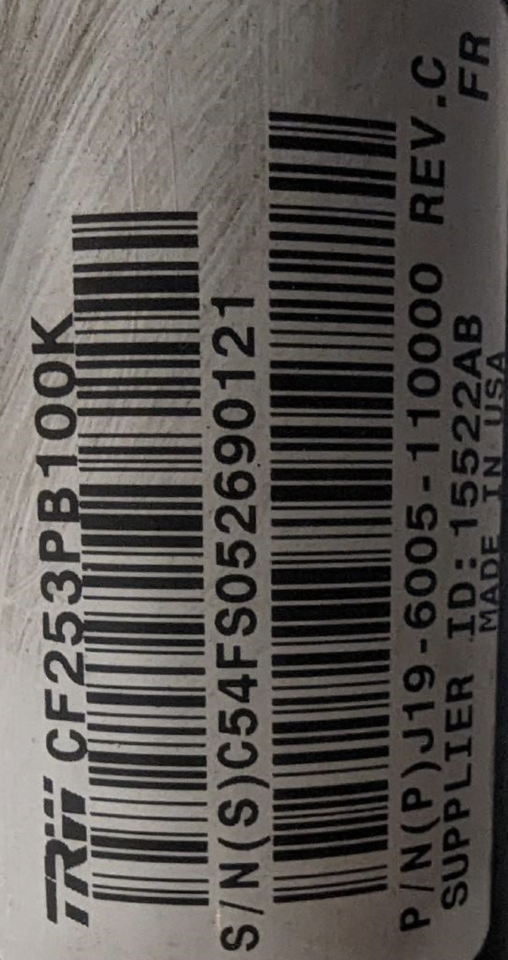 TRW CF253PB100K
S/N(S)C54FS052690121
P/N(P)J19-6005-110000 REV.C
SUPPLIER ID:15522AB FR
MADE IN USA